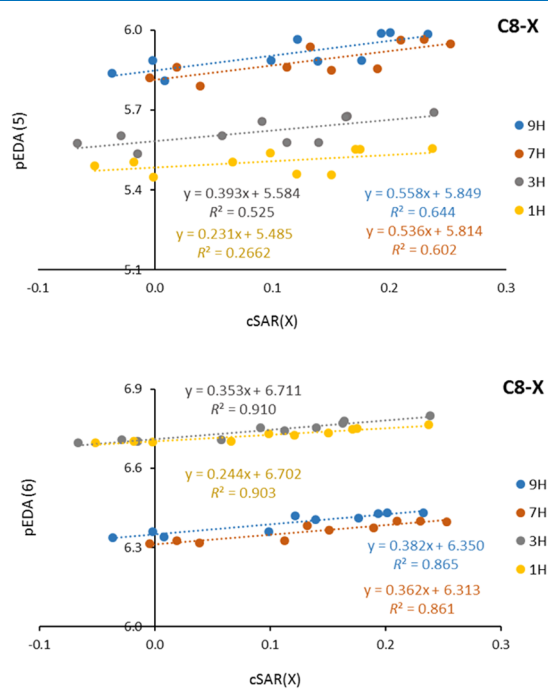 C8-X
6.0
5.7
5.4
5.1
pEDA (5)
9H
7H
3H
1H
y = 0.393x + 5.584
R² = 0.525
y = 0.558x + 5.849
R² = 0.644
y = 0.231x + 5.485
R² = 0.2662
y = 0.536x + 5.814
R² = 0.602
-0.1
0.0
0.1
0.2
0.3
cSAR(X)
C8-X
6.9
6.6
6.3
6.0
pEDA (6)
9H
7H
3H
1H
y = 0.353x + 6.711
R² = 0.910
y = 0.244x + 6.702
R² = 0.903
y = 0.382x + 6.350
R² = 0.865
y = 0.362x + 6.313
R² = 0.861
-0.1
0.0
0.1
0.2
0.3
cSAR(X)